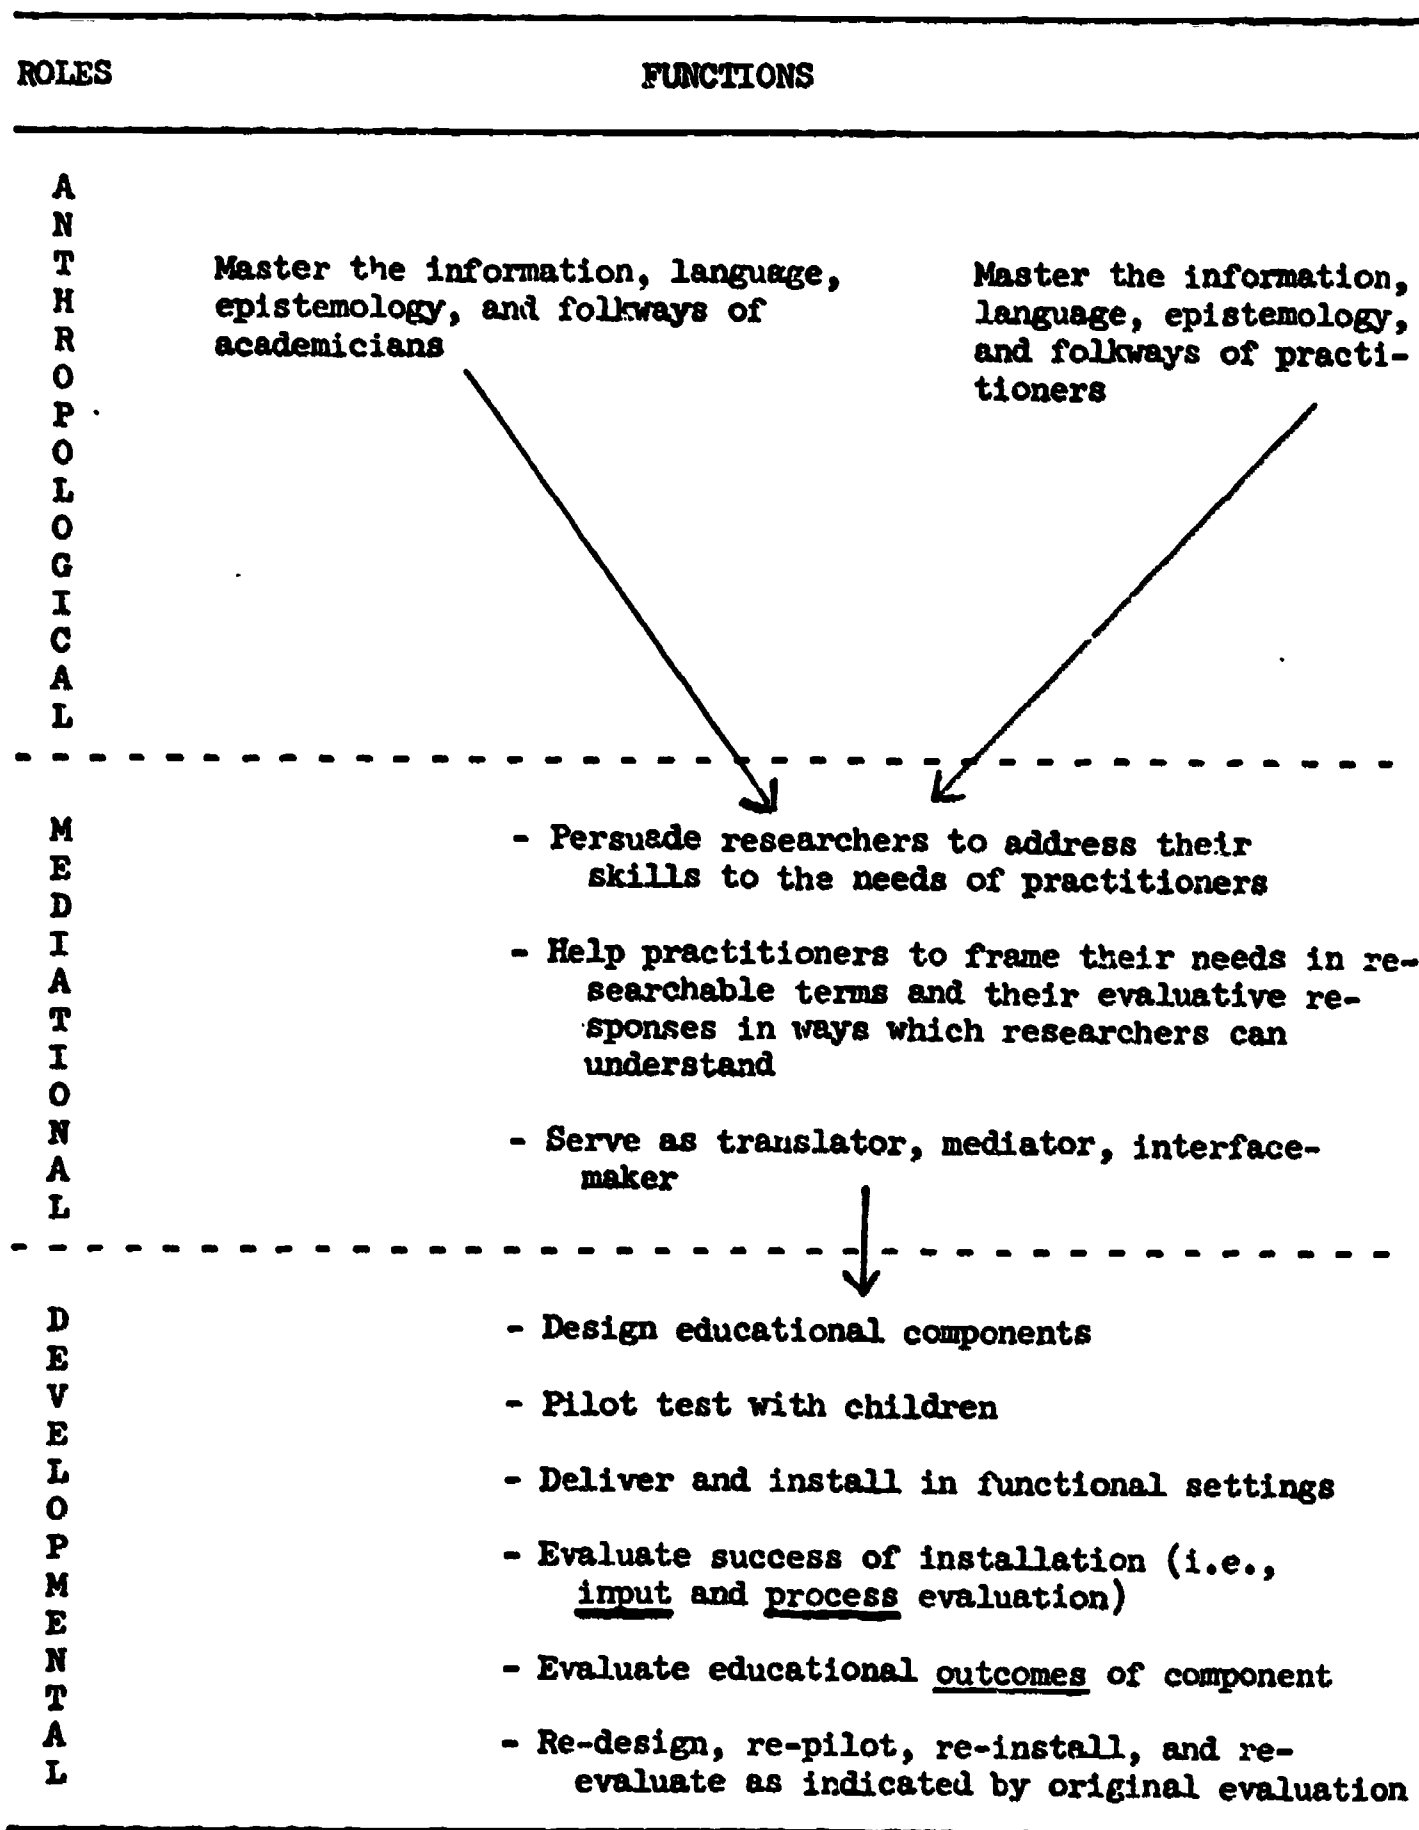 ROLES FUNCTIONS
ANTHROPOLOGICAL
Master the information, language,
epistemology, and folkways of
academicians
Master the information,
language, epistemology,
and folkways of practi-
tioners
MEDIATIONAL
- Persuade researchers to address their
skills to the needs of practitioners
- Help practitioners to frame their needs in re-
searchable terms and their evaluative re-
sponses in ways which researchers can
understand
- Serve as translator, mediator, interface-
maker
DEVELOPMENTAL
- Design educational components
- Pilot test with children
- Deliver and install in functional settings
- Evaluate success of installation (i.e.,
input and process evaluation)
- Evaluate educational outcomes of component
- Re-design, re-pilot, re-install, and re-
evaluate as indicated by original evaluation